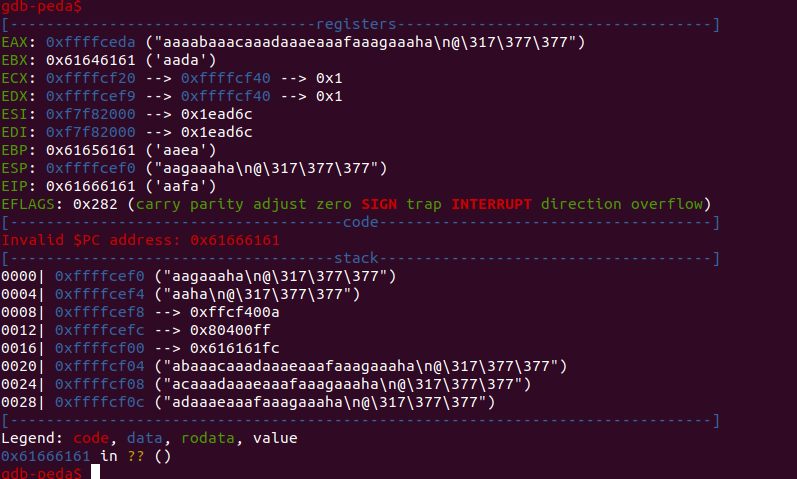 gdb-peda$
[----------------------------------registers-----------------------------------]
EAX: 0xffffceda ("aaaabaaacaaadaaaeaaafaaagaaaha\n@\317\377\377")
EBX: 0x61646161 ('aada')
ECX: 0xffffcf20 --> 0xffffcf40 --> 0x1
EDX: 0xffffcef9 --> 0xffffcf40 --> 0x1
ESI: 0xf7f82000 --> 0x1ead6c
EDI: 0xf7f82000 --> 0x1ead6c
EBP: 0x61656161 ('aaea')
ESP: 0xffffcef0 ("aagaaaha\n@\317\377\377")
EIP: 0x61666161 ('aafa')
EFLAGS: 0x282 (carry parity adjust zero SIGN trap INTERRUPT direction overflow)
[-------------------------------------code-------------------------------------]
Invalid $PC address: 0x61666161
[------------------------------------stack-------------------------------------]
0000| 0xffffcef0 ("aagaaaha\n@\317\377\377")
0004| 0xffffcef4 ("aaha\n@\317\377\377")
0008| 0xffffcef8 --> 0xffcf400a
0012| 0xffffcefc --> 0x80400ff
0016| 0xffffcf00 --> 0x616161fc
0020| 0xffffcf04 ("abaaacaaadaaaeaaafaaagaaaha\n@\317\377\377")
0024| 0xffffcf08 ("acaaadaaaeaaafaaagaaaha\n@\317\377\377")
0028| 0xffffcf0c ("adaaaeaaafaaagaaaha\n@\317\377\377")
[------------------------------------------------------------------------------]
Legend: code, data, rodata, value
0x61666161 in ?? ()
gdb-peda$